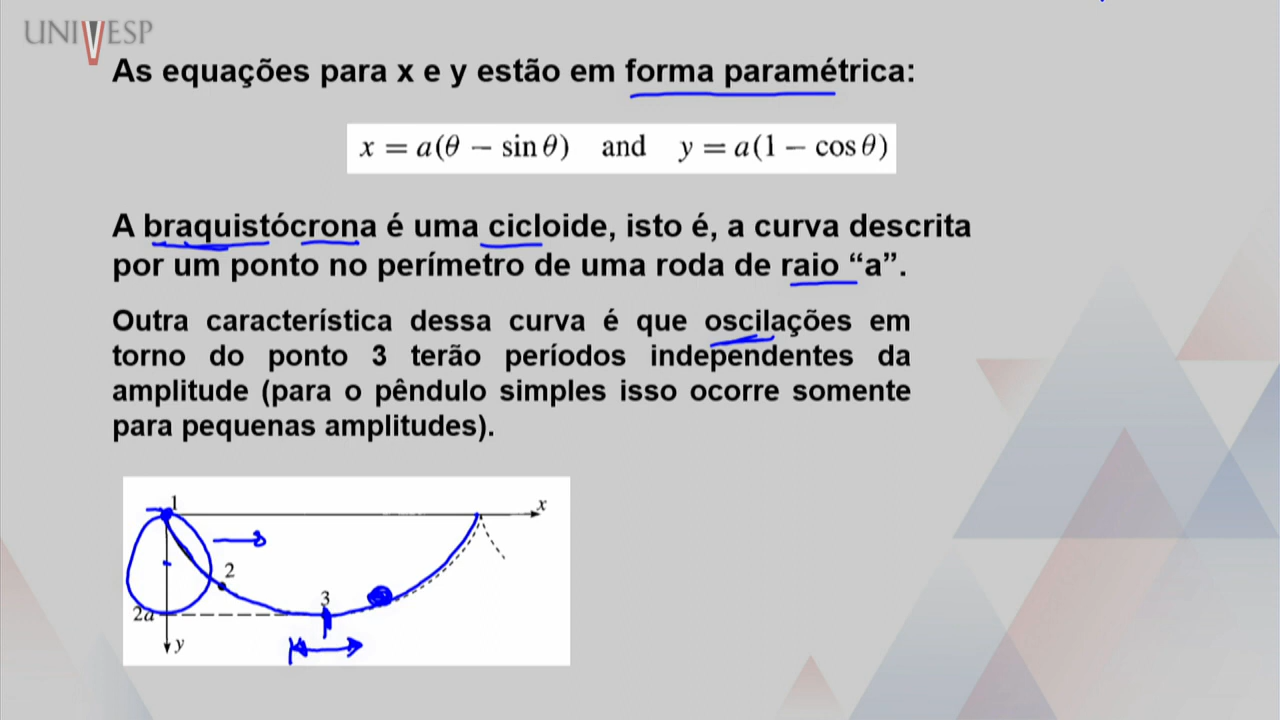 UNIVESP
As equações para x e y estão em forma paramétrica:
x = a(θ − sin θ) and y = a(1 − cos θ)
A braquistócrona é uma cicloide, isto é, a curva descrita
por um ponto no perímetro de uma roda de raio “a”.
Outra característica dessa curva é que oscilações em
torno do ponto 3 terão períodos independentes da
amplitude (para o pêndulo simples isso ocorre somente
para pequenas amplitudes).
1
x
2
3
2a
y